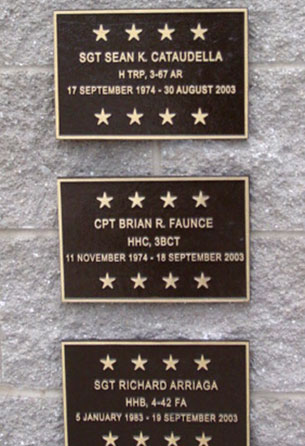 SGT SEAN K. CATAUDELLA
H TRP, 3-67 AR
17 SEPTEMBER 1974 - 30 AUGUST 2003
CPT BRIAN R. FAUNCE
HHC, 3BCT
11 NOVEMBER 1974 - 18 SEPTEMBER 2003
SGT RICHARD ARRIAGA
HHB, 4-42 FA
5 JANUARY 1983 - 19 SEPTEMBER 2003